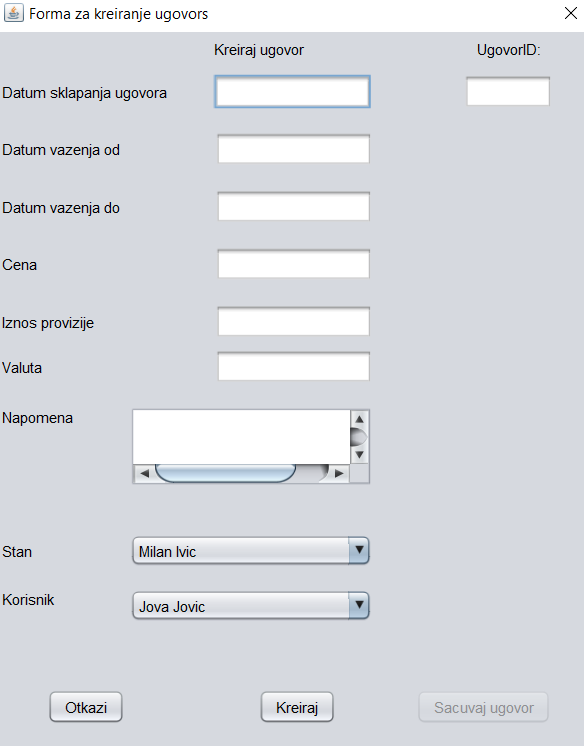 Forma za kreiranje ugovors
Kreiraj ugovor
UgovorID:
Datum sklapanja ugovora
Datum vazenja od
Datum vazenja do
Cena
Iznos provizije
Valuta
Napomena
Stan
Milan Ivic
Korisnik
Jova Jovic
Otkazi
Kreiraj
Sacuvaj ugovor